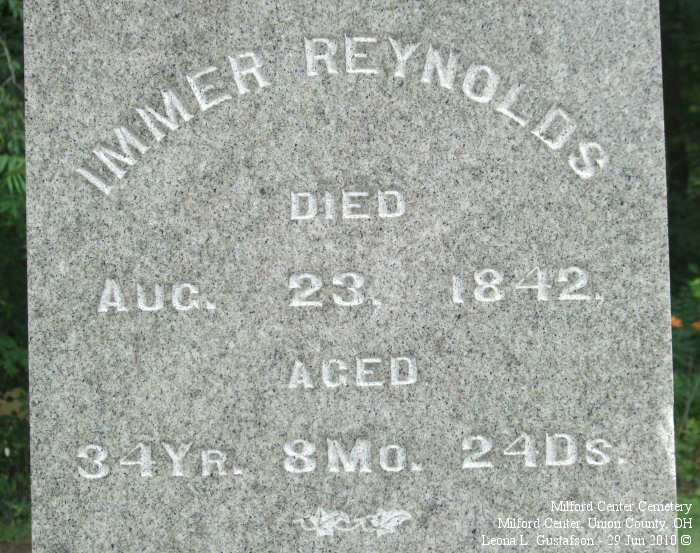 IMMER REYNOLDS
DIED
AUG. 23, 1842.
AGED
34YR. 8MO. 24DS.
Milford Center Cemetery
Milford Center, Union County, OH
Leona L. Gustafson - 29 Jun 2010 ©